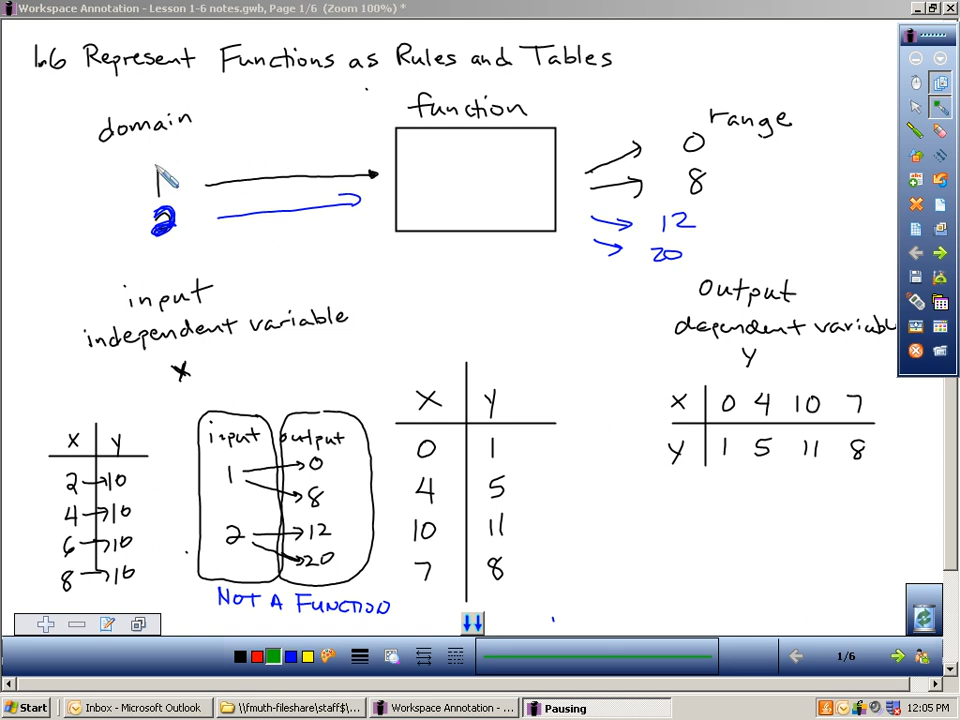 Workspace Annotation - Lesson 1-6 notes.gwb, Page 1/6 (Zoom 100%) *
1.6 Represent Functions as Rules and Tables
domain
function
range
1
0
8
2
12
20
input
independent variable
x
output
dependent variabl
y
x y
2 10
4 10
6 10
8 10
input output
1 0
8
2 12
20
NOT A FUNCTION
x y
0 1
4 5
10 11
7 8
x 0 4 10 7
y 1 5 11 8
abc
1/6
Start
Inbox - Microsoft Outlook
\\fmuth-fileshare\staff$\...
Workspace Annotation - ...
Pausing
12:05 PM